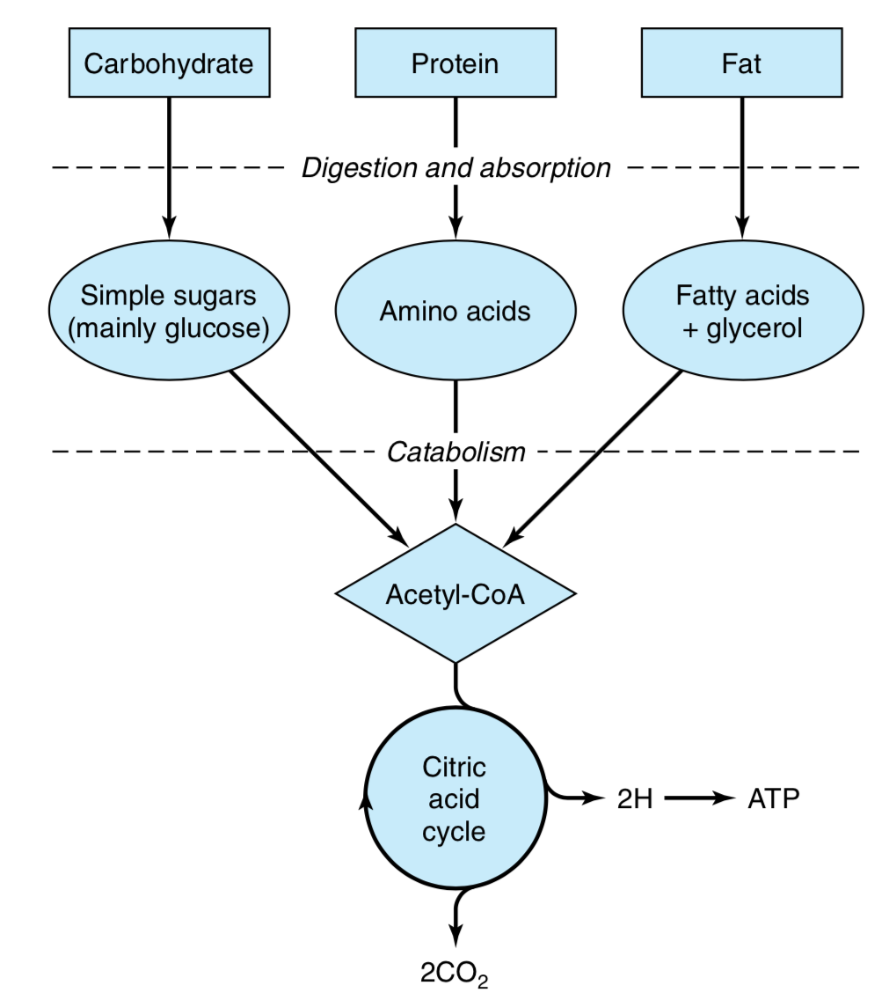 Carbohydrate
Protein
Fat
Digestion and absorption
Simple sugars
(mainly glucose)
Amino acids
Fatty acids
+ glycerol
Catabolism
Acetyl-CoA
Citric
acid
cycle
2H
ATP
2CO₂